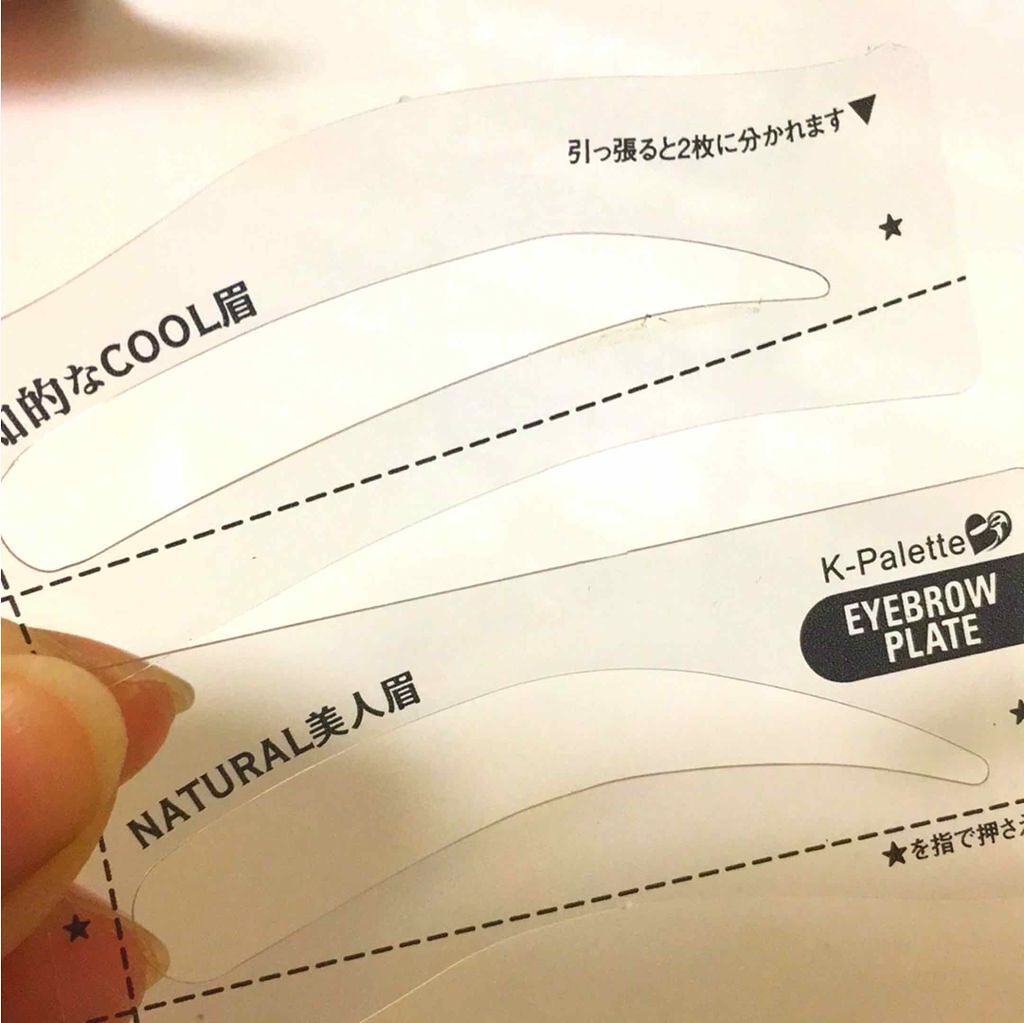 引っ張ると2枚に分かれます▼
★
知的なCOOL眉
K-Palette
EYEBROW
PLATE
NATURAL美人眉
★
★を指で押さえ
★